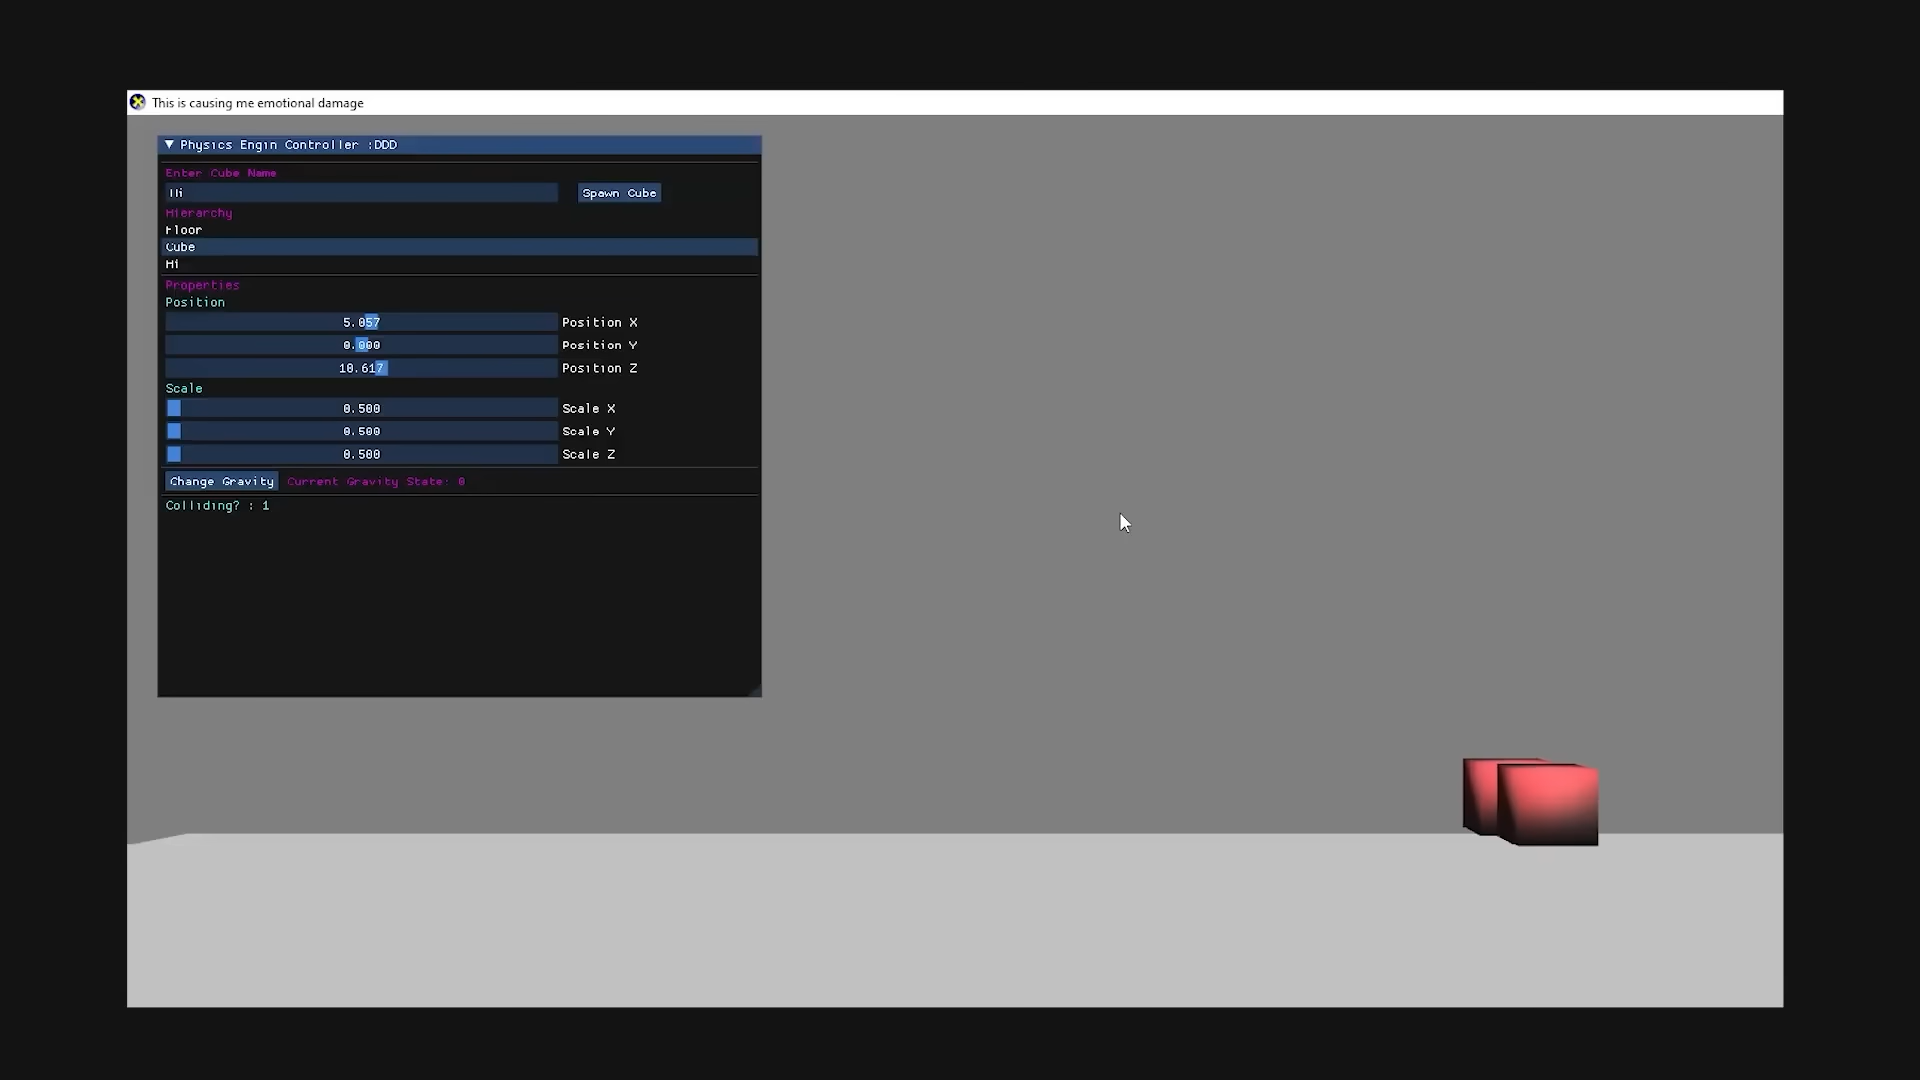 This is causing me emotional damage
Physics Engin Controller :DDD
Enter Cube Name
Hi
Spawn Cube
Hierarchy
Floor
Cube
Hi
Properties
Position
5.057 Position X
0.000 Position Y
10.617 Position Z
Scale
0.500 Scale X
0.500 Scale Y
0.500 Scale Z
Change Gravity Current Gravity State: 0
Colliding? : 1